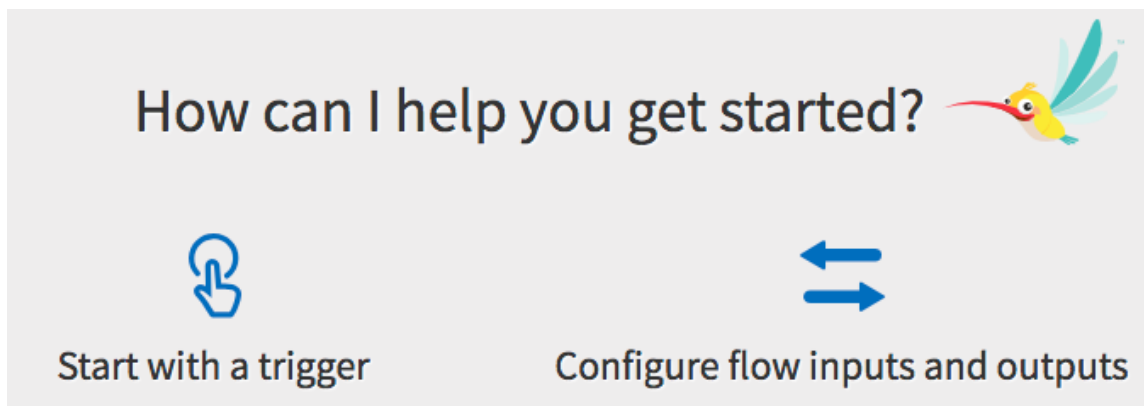 How can I help you get started?
Start with a trigger
Configure flow inputs and outputs